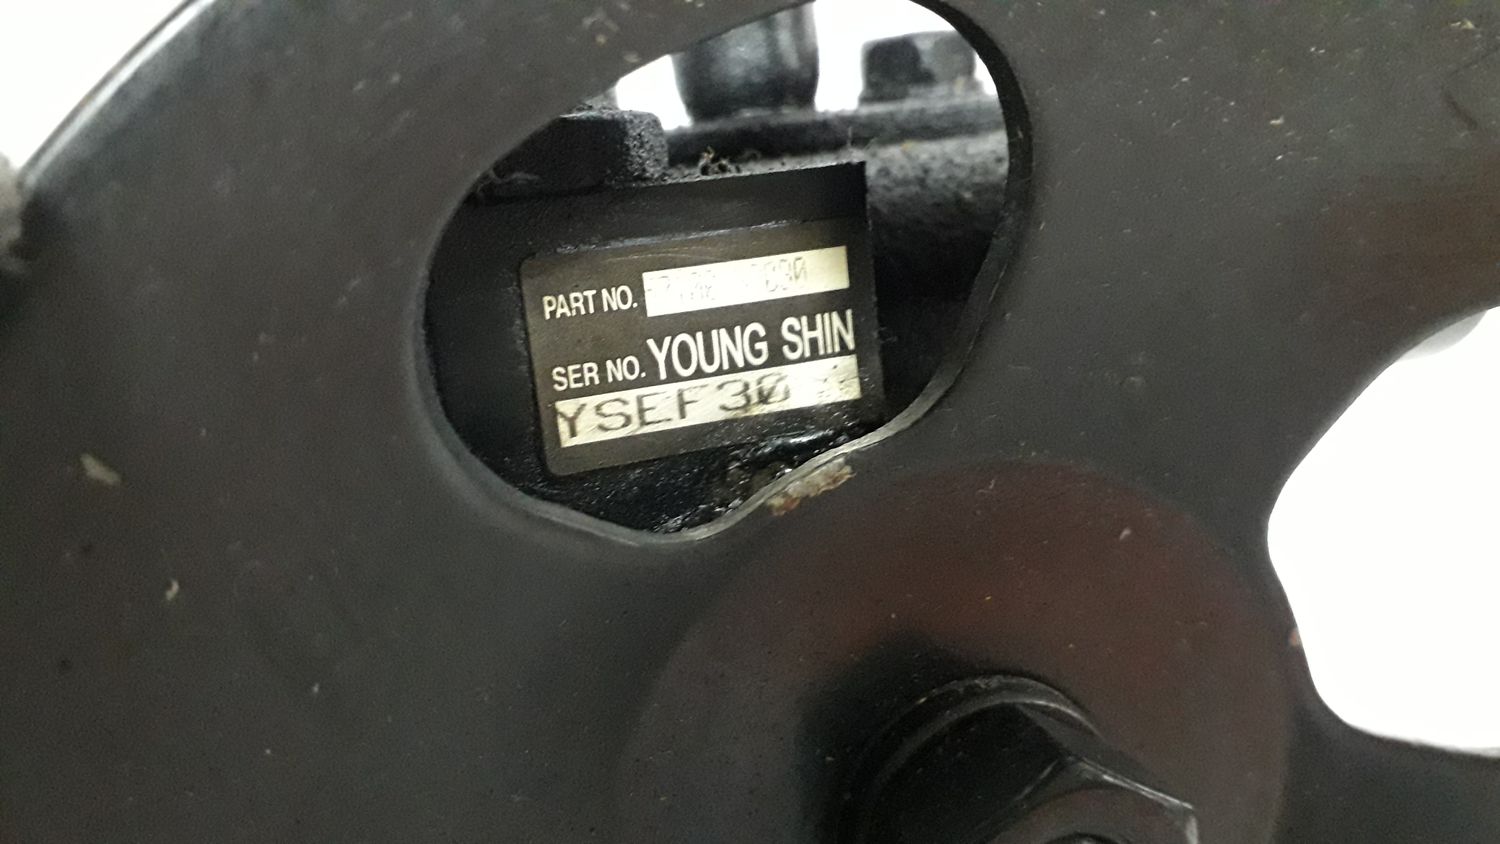 PART NO.
SER NO. YOUNG SHIN
YSEF30